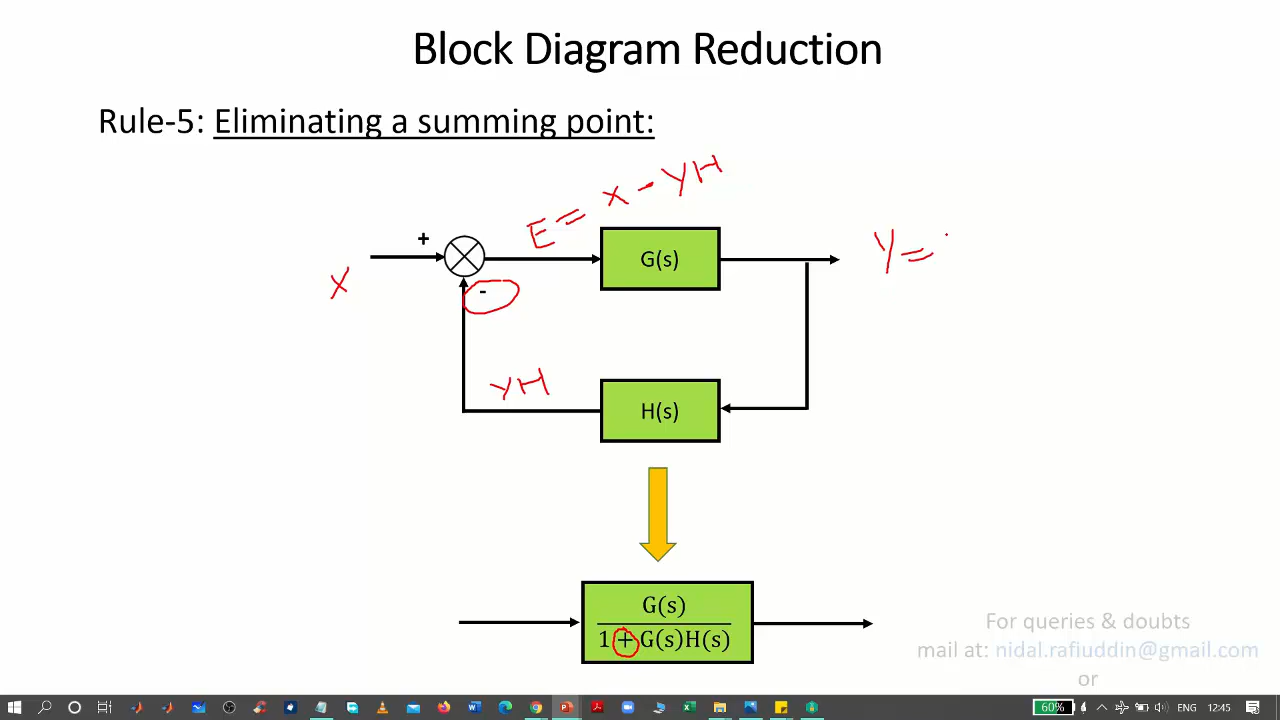 Block Diagram Reduction
Rule-5: Eliminating a summing point:
E = X - YH
+
G(s)
Y =
X
-
YH
H(s)
G(s)
1 + G(s)H(s)
For queries & doubts
mail at: nidal.rafiuddin@gmail.com
or
60%
ENG
12:45